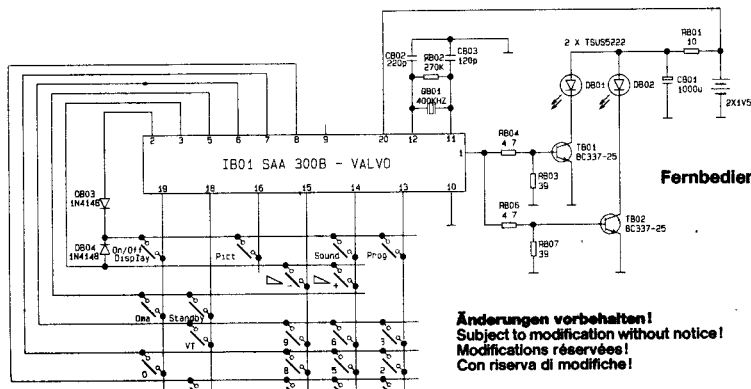 2 X TSUS5222
RB01
10
CB02
220p
RB02
270K
CB03
120p
QB01
400KHZ
DB01
DB02
CB01
1000u
2X1V5
2
3
5
6
7
8
9
20
12
11
IB01 SAA 300B - VALVO
1
19
18
16
15
14
13
10
RB04
4 7
TB01
BC337-25
RB03
39
RB06
4 7
TB02
BC337-25
RB07
39
Fernbedier
DB03
1N4148
DB04
1N4148
On/Off
Display
Pict
Sound
Prog
-
+
Oma
Standby
VT
9
6
3
0
8
5
2
Änderungen vorbehalten!
Subject to modification without notice!
Modifications réservées!
Con riserva di modifiche!